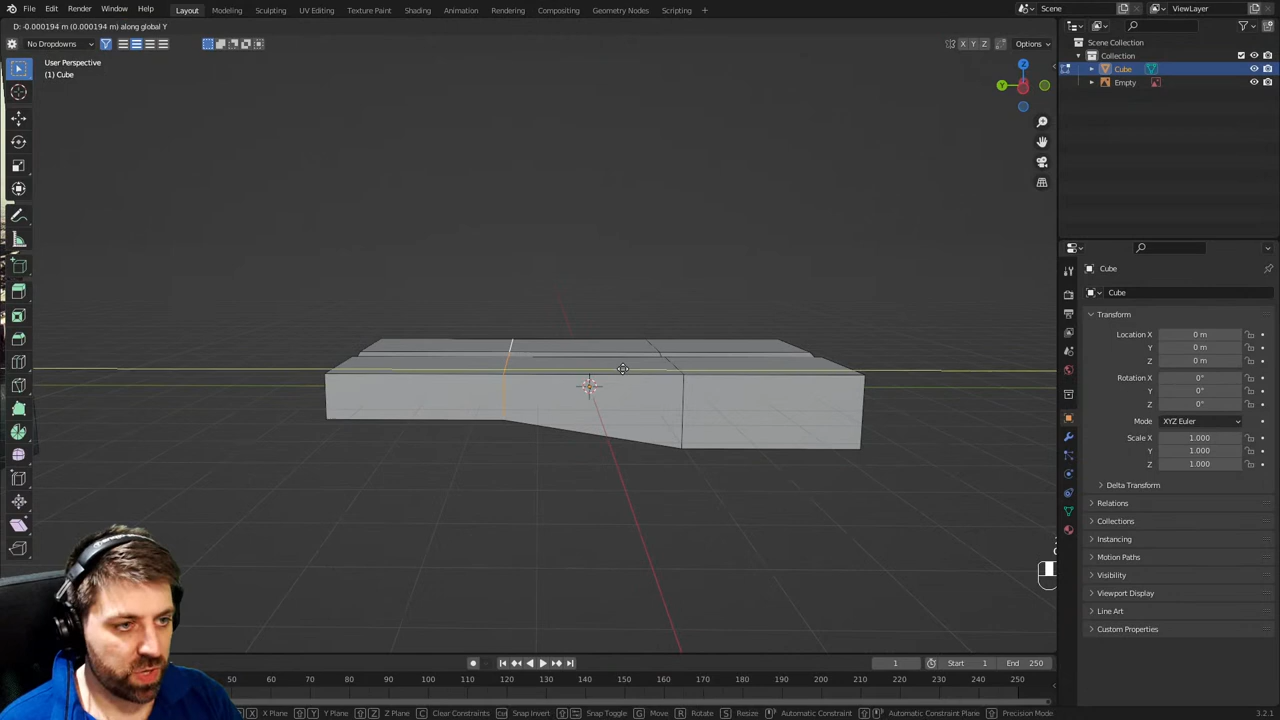 File Edit Render Window Help Layout Modeling Sculpting UV Editing Texture Paint Shading Animation Rendering Compositing Geometry Nodes Scripting + Scene ViewLayer
D: -0.000194 m (0.000194 m) along global Y
No Dropdowns X Y Z Options
User Perspective
(1) Cube
Z
Y
Scene Collection
Collection
Cube
Empty
Cube
Cube
Transform
Location X 0 m
Y 0 m
Z 0 m
Rotation X 0°
Y 0°
Z 0°
Mode XYZ Euler
Scale X 1.000
Y 1.000
Z 1.000
Delta Transform
Relations
Collections
Instancing
Motion Paths
Visibility
Viewport Display
Line Art
Custom Properties
1 Start 1 End 250
50 60 70 80 90 100 110 120 130 140 150 160 170 180 190 200 210 220 230 240 250
X X Plane Y Y Plane Z Z Plane C Clear Constraints Snap Invert Snap Toggle G Move R Rotate S Resize Automatic Constraint Automatic Constraint Plane Precision Mode 3.2.1